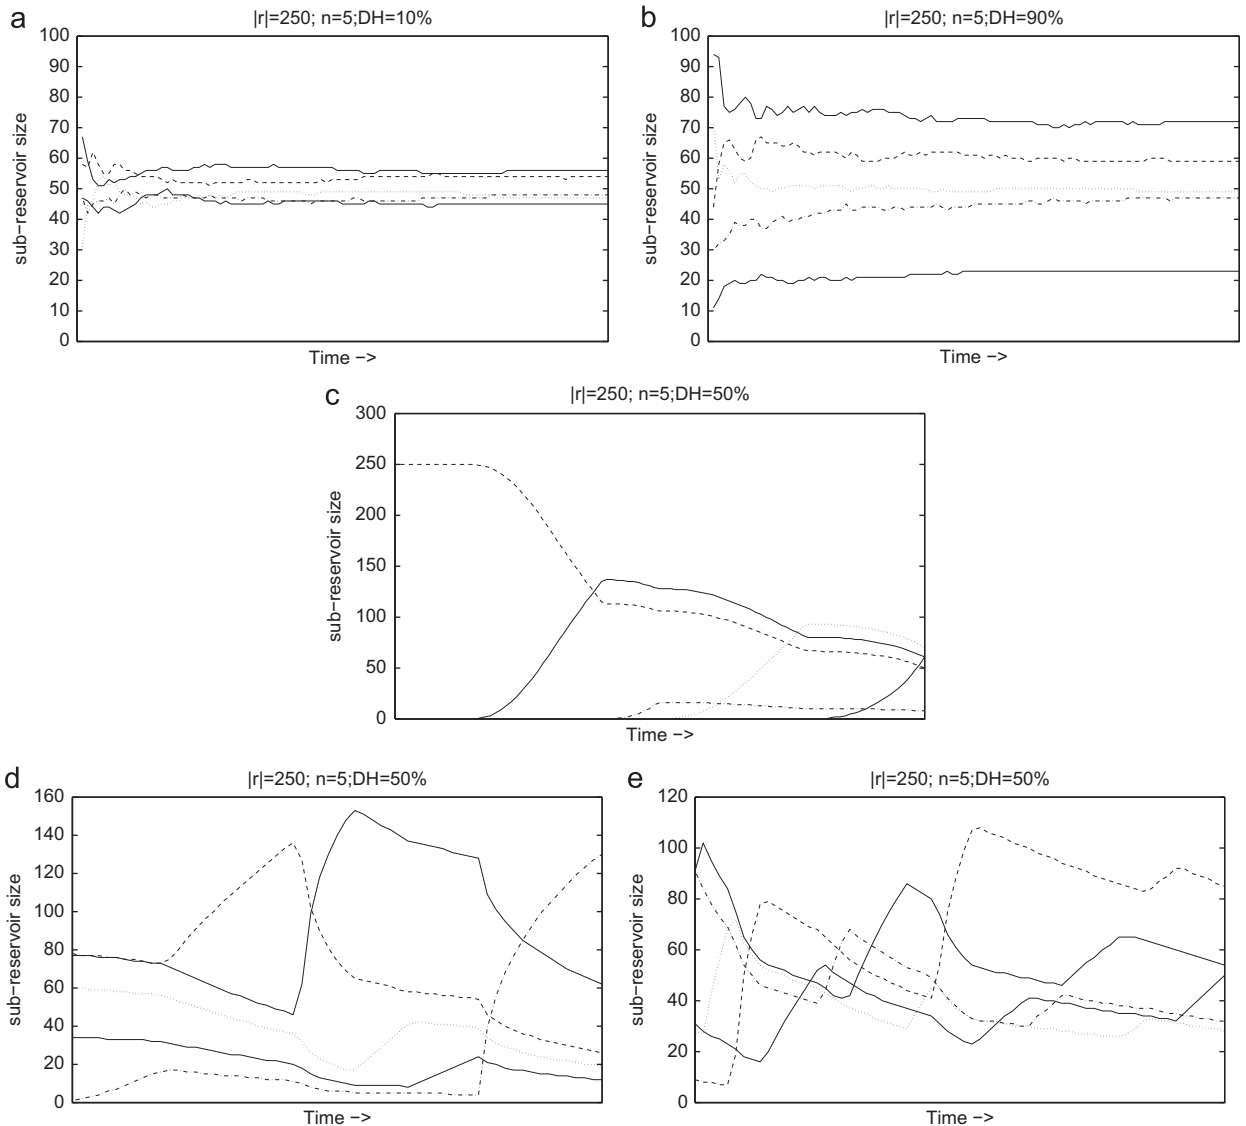 a
|r|=250; n=5;DH=10%
100
90
80
70
60
50
40
30
20
10
0
sub−reservoir size
Time −>
b
|r|=250; n=5;DH=90%
100
90
80
70
60
50
40
30
20
10
0
sub−reservoir size
Time −>
c
|r|=250; n=5;DH=50%
300
250
200
150
100
50
0
sub−reservoir size
Time −>
d
|r|=250; n=5;DH=50%
160
140
120
100
80
60
40
20
0
sub−reservoir size
Time −>
e
|r|=250; n=5;DH=50%
120
100
80
60
40
20
0
sub−reservoir size
Time −>